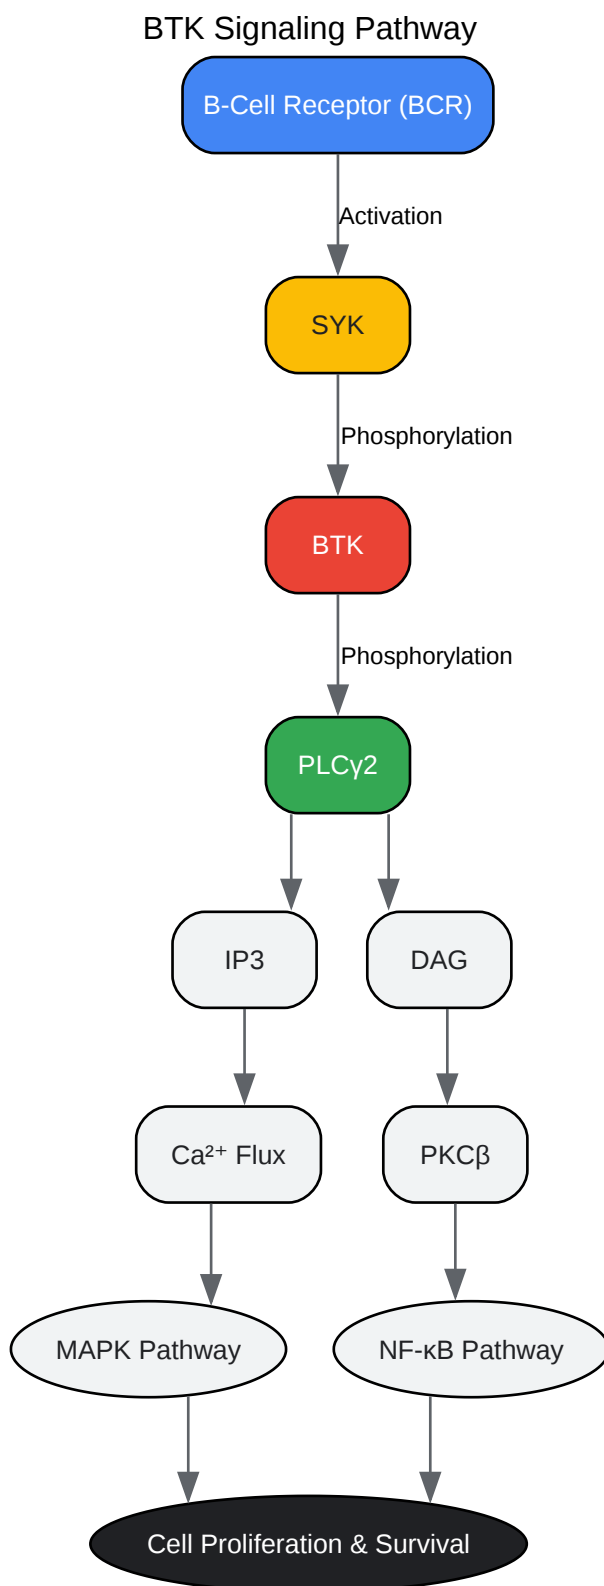 BTK Signaling Pathway
B-Cell Receptor (BCR)
Activation
SYK
Phosphorylation
BTK
Phosphorylation
PLCγ2
IP3
DAG
Ca²⁺ Flux
PKCβ
MAPK Pathway
NF-κB Pathway
Cell Proliferation & Survival